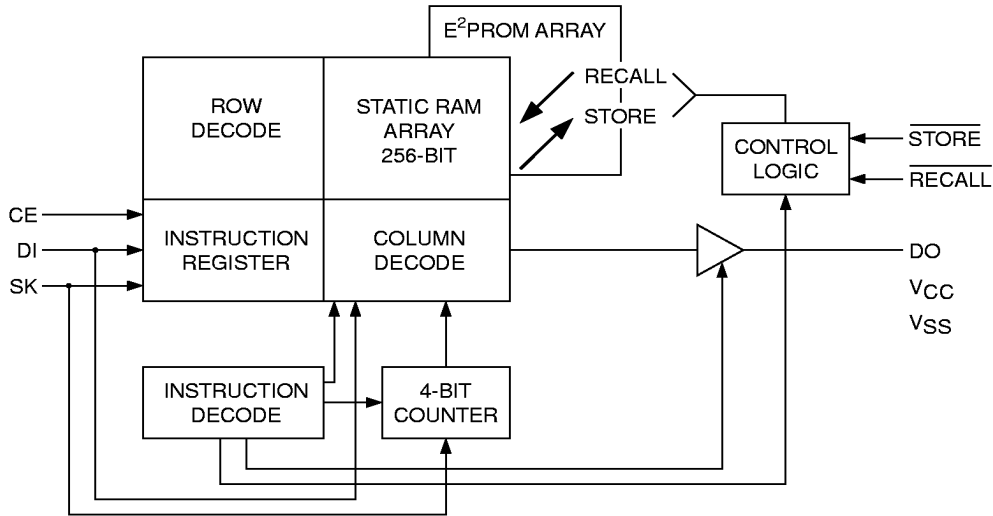 E²PROM ARRAY
ROW
DECODE
STATIC RAM
ARRAY
256-BIT
RECALL
STORE
CONTROL
LOGIC
STORE
RECALL
CE
DI
SK
INSTRUCTION
REGISTER
COLUMN
DECODE
DO
VCC
VSS
INSTRUCTION
DECODE
4-BIT
COUNTER